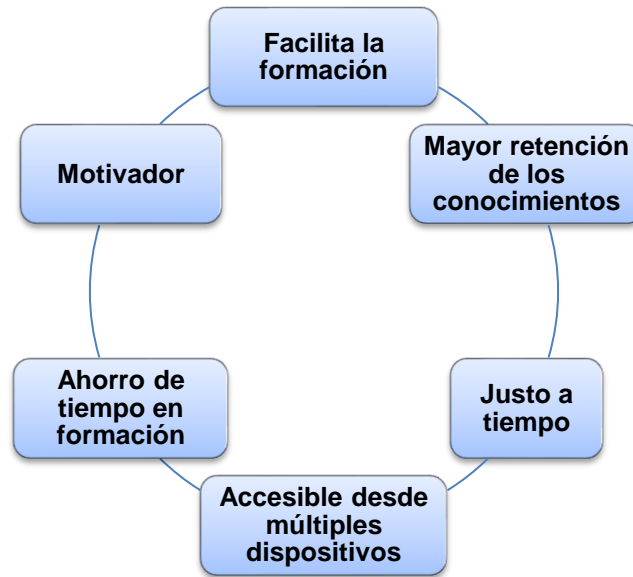 Facilita la
formación
Mayor retención
de los
conocimientos
Justo a
tiempo
Accesible desde
múltiples
dispositivos
Ahorro de
tiempo en
formación
Motivador